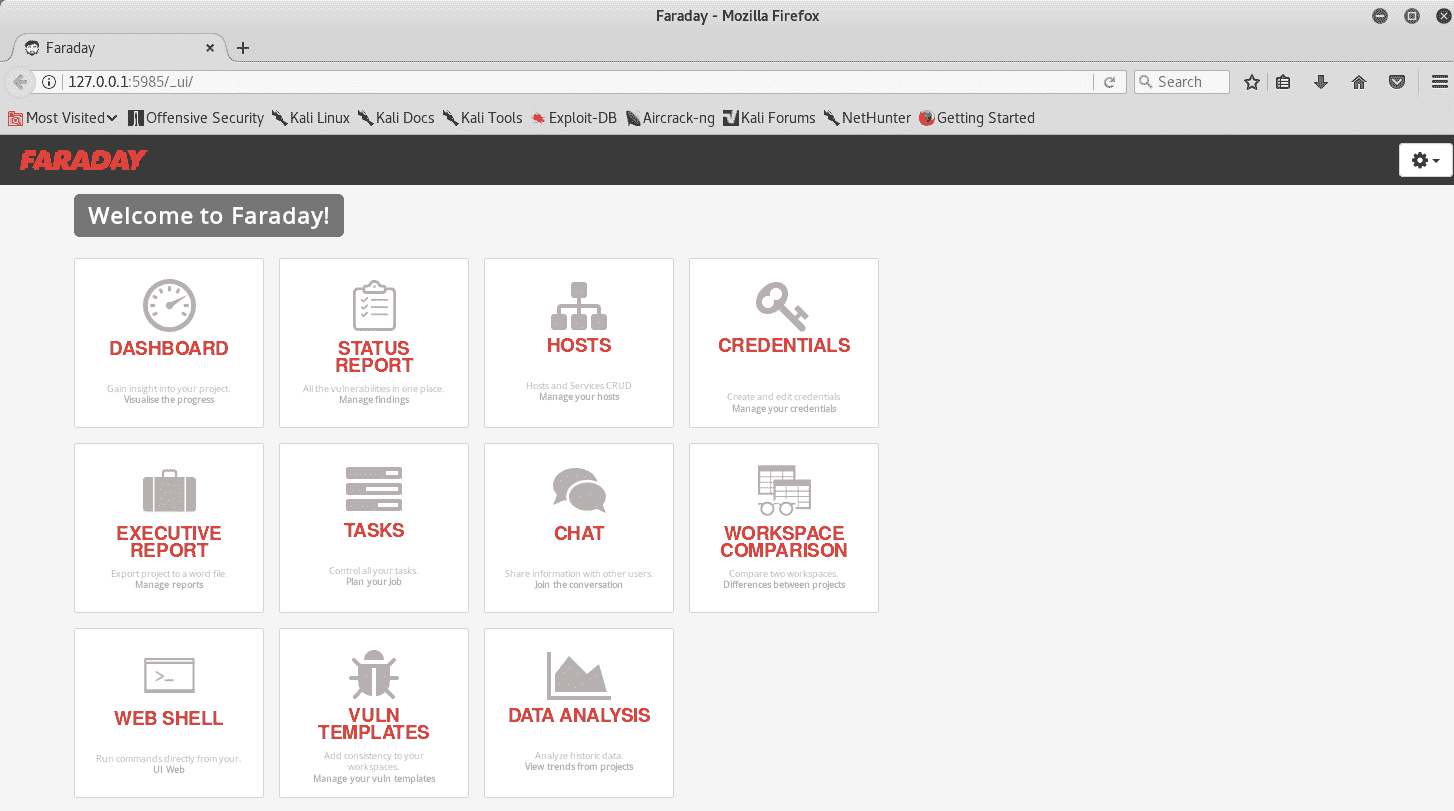 Faraday - Mozilla Firefox
Faraday
127.0.0.1:5985/_ui/
Search
Most Visited
Offensive Security
Kali Linux
Kali Docs
Kali Tools
Exploit-DB
Aircrack-ng
Kali Forums
NetHunter
Getting Started
FARADAY
Welcome to Faraday!
DASHBOARD
Gain insight into your project.
Visualise the progress
STATUS
REPORT
All the vulnerabilities in one place.
Manage findings
HOSTS
Hosts and Services CRUD
Manage your hosts
CREDENTIALS
Create and edit credentials
Manage your credentials
EXECUTIVE
REPORT
Export project to a word file.
Manage reports
TASKS
Control all your tasks.
Plan your Job
CHAT
Share information with other users.
Join the conversation
WORKSPACE
COMPARISON
Compare two workspaces.
Differences between projects
>_
WEB SHELL
Run commands directly from your.
UI Web
VULN
TEMPLATES
Add consistency to your
workspaces.
Manage your vuln templates
DATA ANALYSIS
Analyze historic data.
View trends from projects